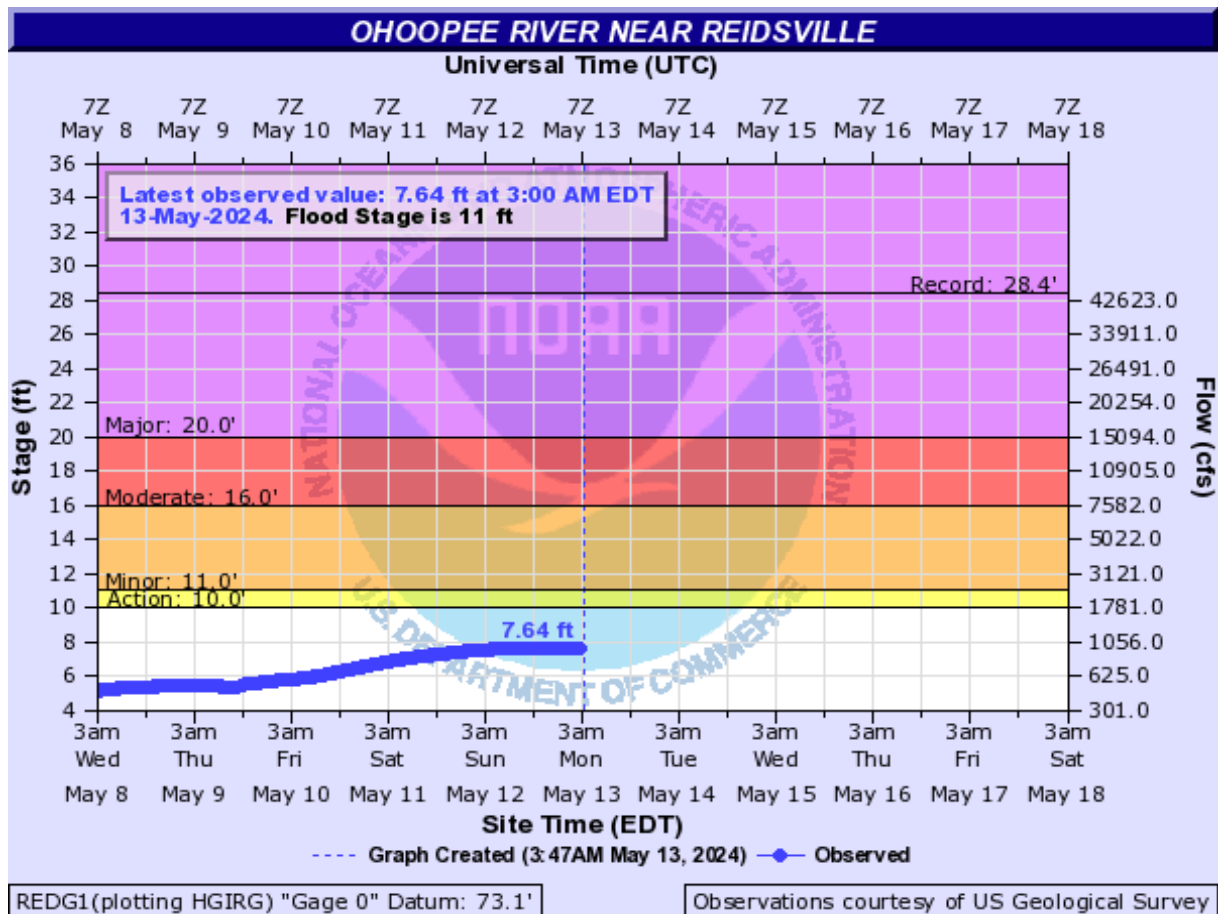 OHOOPEE RIVER NEAR REIDSVILLE
Universal Time (UTC)
7Z 7Z 7Z 7Z 7Z 7Z 7Z 7Z 7Z 7Z 7Z
May 8 May 9 May 10 May 11 May 12 May 13 May 14 May 15 May 16 May 17 May 18
Latest observed value: 7.64 ft at 3:00 AM EDT
13-May-2024. Flood Stage is 11 ft
NATIONAL OCEANIC AND ATMOSPHERIC ADMINISTRATION
NOAA
U.S. DEPARTMENT OF COMMERCE
Stage (ft)
36
34
32
30
28
26
24
22
20
18
16
14
12
10
8
6
4
Record: 28.4'
Major: 20.0'
Moderate: 16.0'
Minor: 11.0'
Action: 10.0'
7.64 ft
42623.0
33911.0
26491.0
20254.0
15094.0
10905.0
7582.0
5022.0
3121.0
1781.0
1056.0
625.0
301.0
Flow (cfs)
3am 3am 3am 3am 3am 3am 3am 3am 3am 3am 3am
Wed Thu Fri Sat Sun Mon Tue Wed Thu Fri Sat
May 8 May 9 May 10 May 11 May 12 May 13 May 14 May 15 May 16 May 17 May 18
Site Time (EDT)
Graph Created (3:47AM May 13, 2024) Observed
REDG1(plotting HGIRG) "Gage 0" Datum: 73.1'
Observations courtesy of US Geological Survey